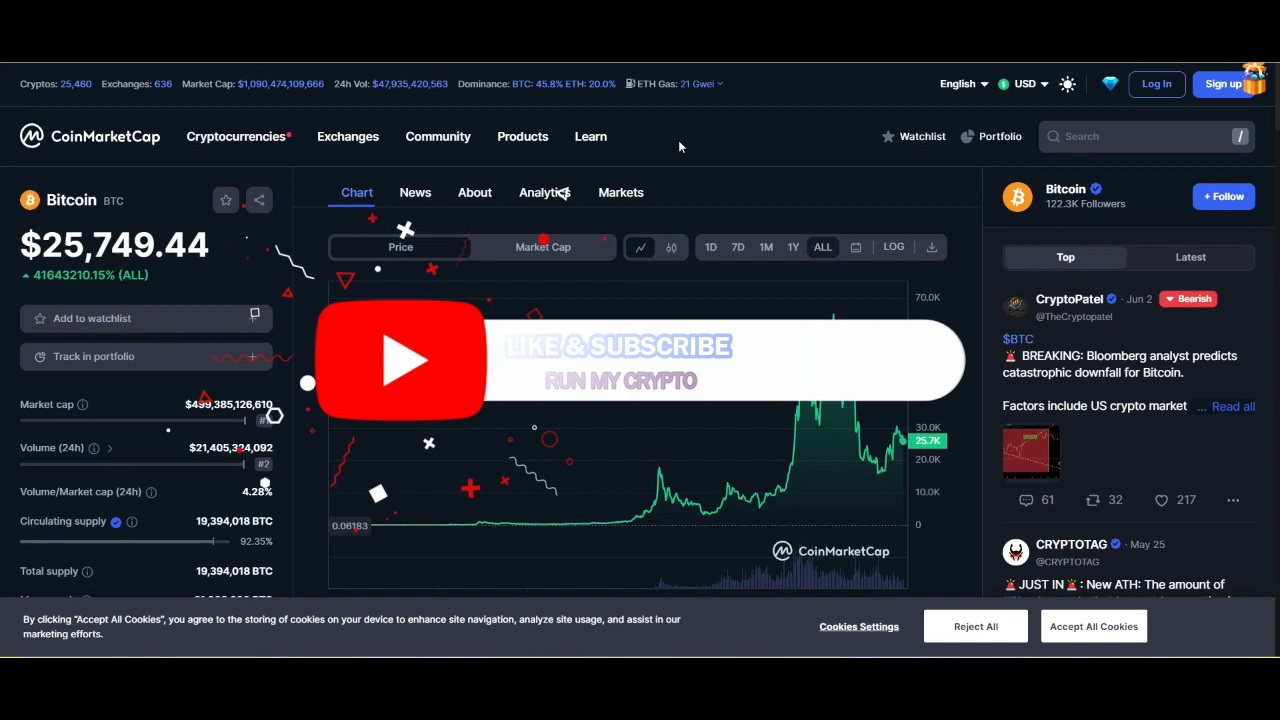 Cryptos: 25,460 Exchanges: 636 Market Cap: $1,090,474,109,666 24h Vol: $47,935,420,563 Dominance: BTC: 45.8% ETH: 20.0% ETH Gas: 21 Gwei
English USD Log In Sign up
CoinMarketCap Cryptocurrencies Exchanges Community Products Learn
Watchlist Portfolio Search /
Bitcoin BTC
$25,749.44
41643210.15% (ALL)
Add to watchlist +
Track in portfolio +
Market cap $499,385,126,610
Volume (24h) $21,405,324,092
#2
Volume/Market cap (24h) 4.28%
Circulating supply 19,394,018 BTC
92.35%
Total supply 19,394,018 BTC
Chart News About Analytics Markets
Price Market Cap 1D 7D 1M 1Y ALL LOG
70.0K
LIKE & SUBSCRIBE
RUN MY CRYPTO
30.0K
25.7K
20.0K
10.0K
0
0.06183
CoinMarketCap
Bitcoin
122.3K Followers
+ Follow
Top Latest
CryptoPatel · Jun 2 Bearish
@TheCryptopatel
$BTC
🚨 BREAKING: Bloomberg analyst predicts
catastrophic downfall for Bitcoin.
Factors include US crypto market ... Read all
61 32 217 ...
CRYPTOTAG · May 25
@CRYPTOTAG
🚨JUST IN🚨: New ATH: The amount of
By clicking “Accept All Cookies”, you agree to the storing of cookies on your device to enhance site navigation, analyze site usage, and assist in our
marketing efforts.
Cookies Settings Reject All Accept All Cookies